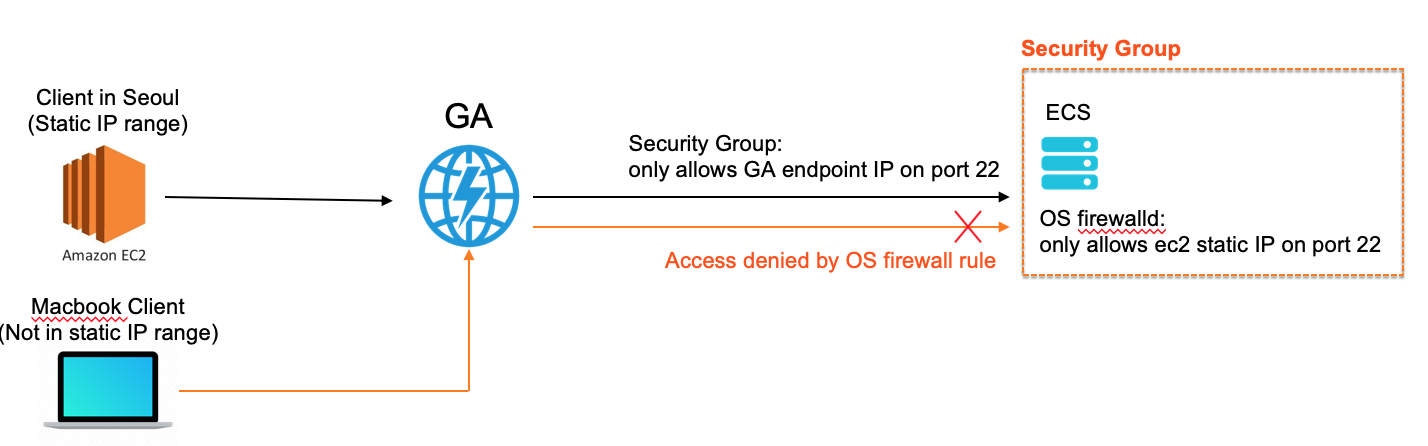 Security Group
Client in Seoul
(Static IP range)
GA
ECS
Security Group:
only allows GA endpoint IP on port 22
OS firewalld:
only allows ec2 static IP on port 22
Amazon EC2
Access denied by OS firewall rule
Macbook Client
(Not in static IP range)